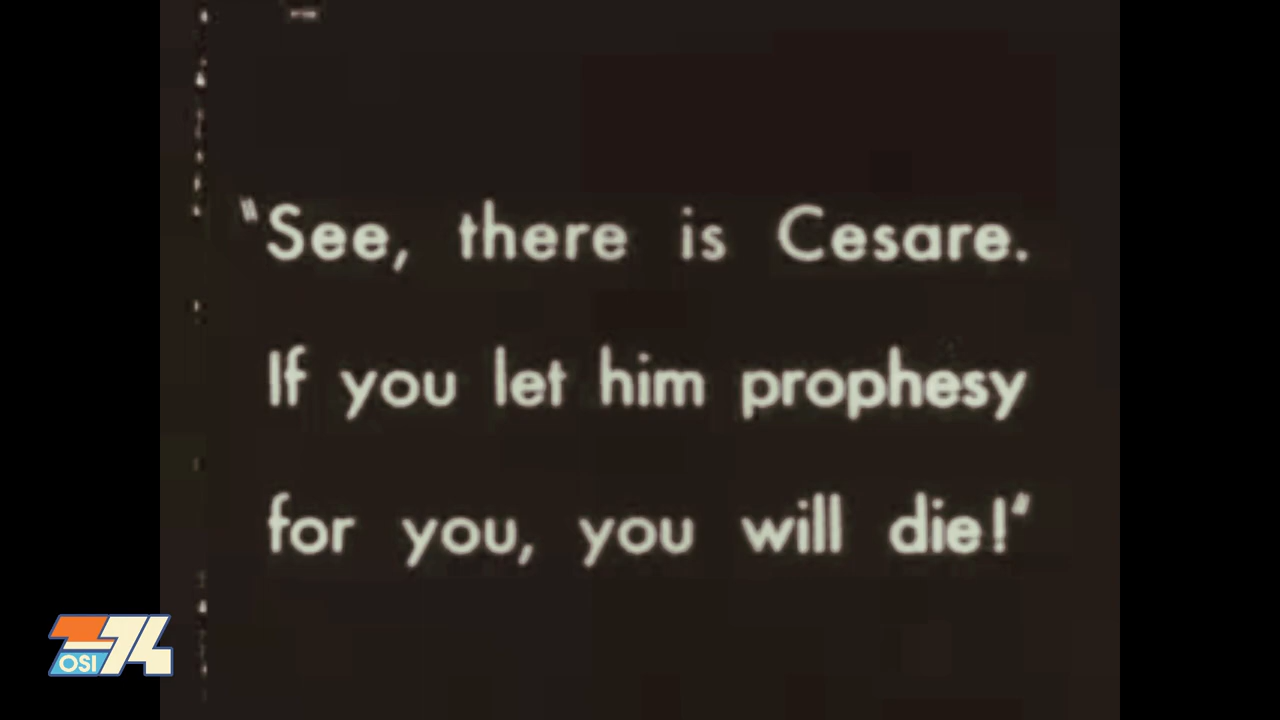 "See, there is Cesare.
If you let him prophesy
for you, you will die!"
OSI 74